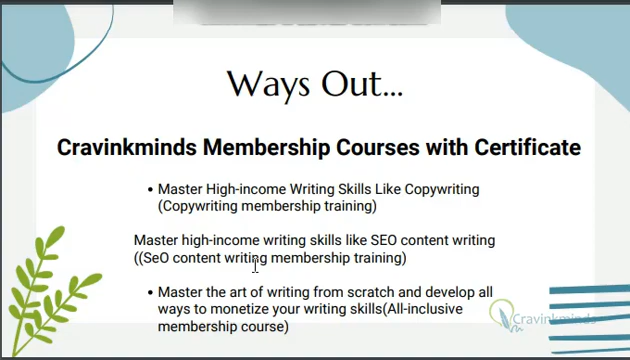 Ways Out...
Cravinkminds Membership Courses with Certificate
• Master High-income Writing Skills Like Copywriting
(Copywriting membership training)
Master high-income writing skills like SEO content writing
((SeO content writing membership training)
• Master the art of writing from scratch and develop all
ways to monetize your writing skills(All-inclusive
membership course)
Cravinkminds